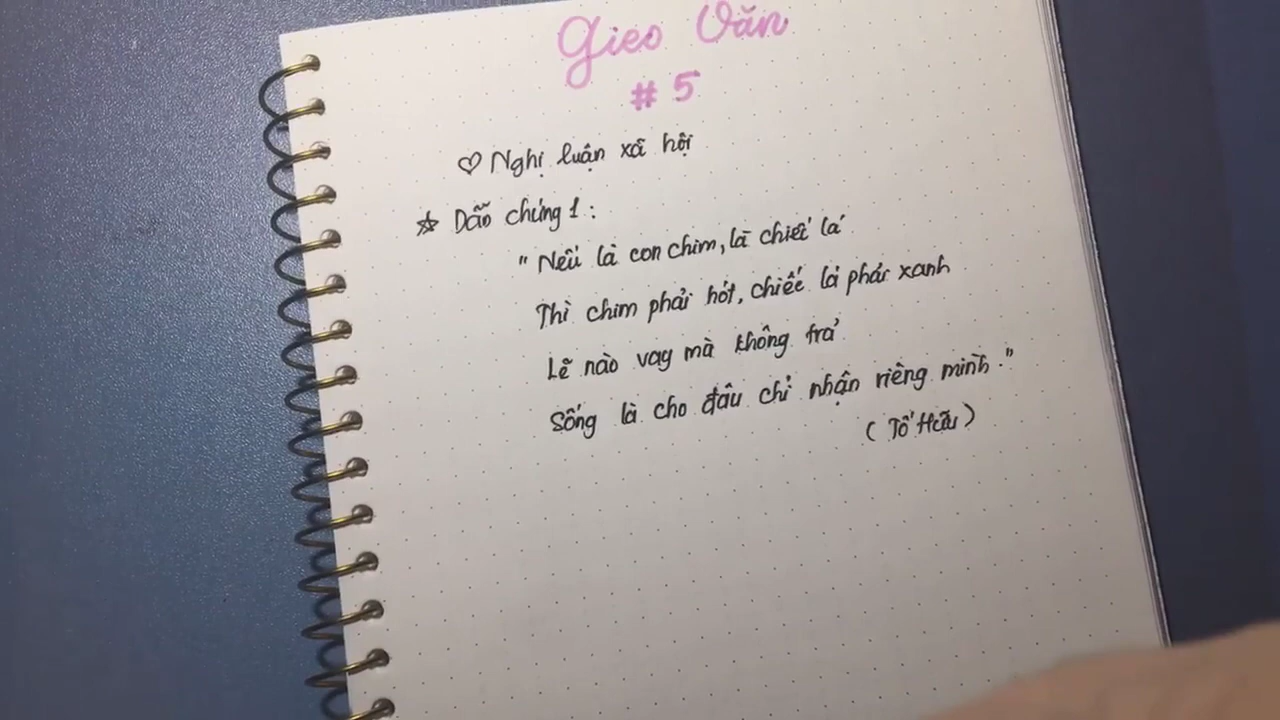 Gieo Văn
# 5
♡ Nghị luận xã hội
☆ Dẫn chứng 1 :
" Nếu là con chim, là chiếc lá
Thì chim phải hót, chiếc lá phải xanh
Lẽ nào vay mà không trả
Sống là cho đâu chỉ nhận riêng mình ."
( Tố Hữu )